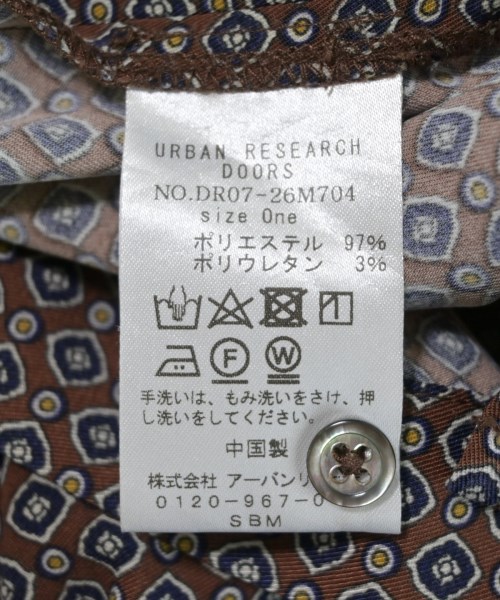 URBAN RESEARCH
DOORS
NO.DR07-26M704
size One
ポリエステル 97%
ポリウレタン 3%
F W
手洗いは、もみ洗いをさけ、押
し洗いをしてください。
中国製
株式会社 アーバンリ
0120-967-0
SBM